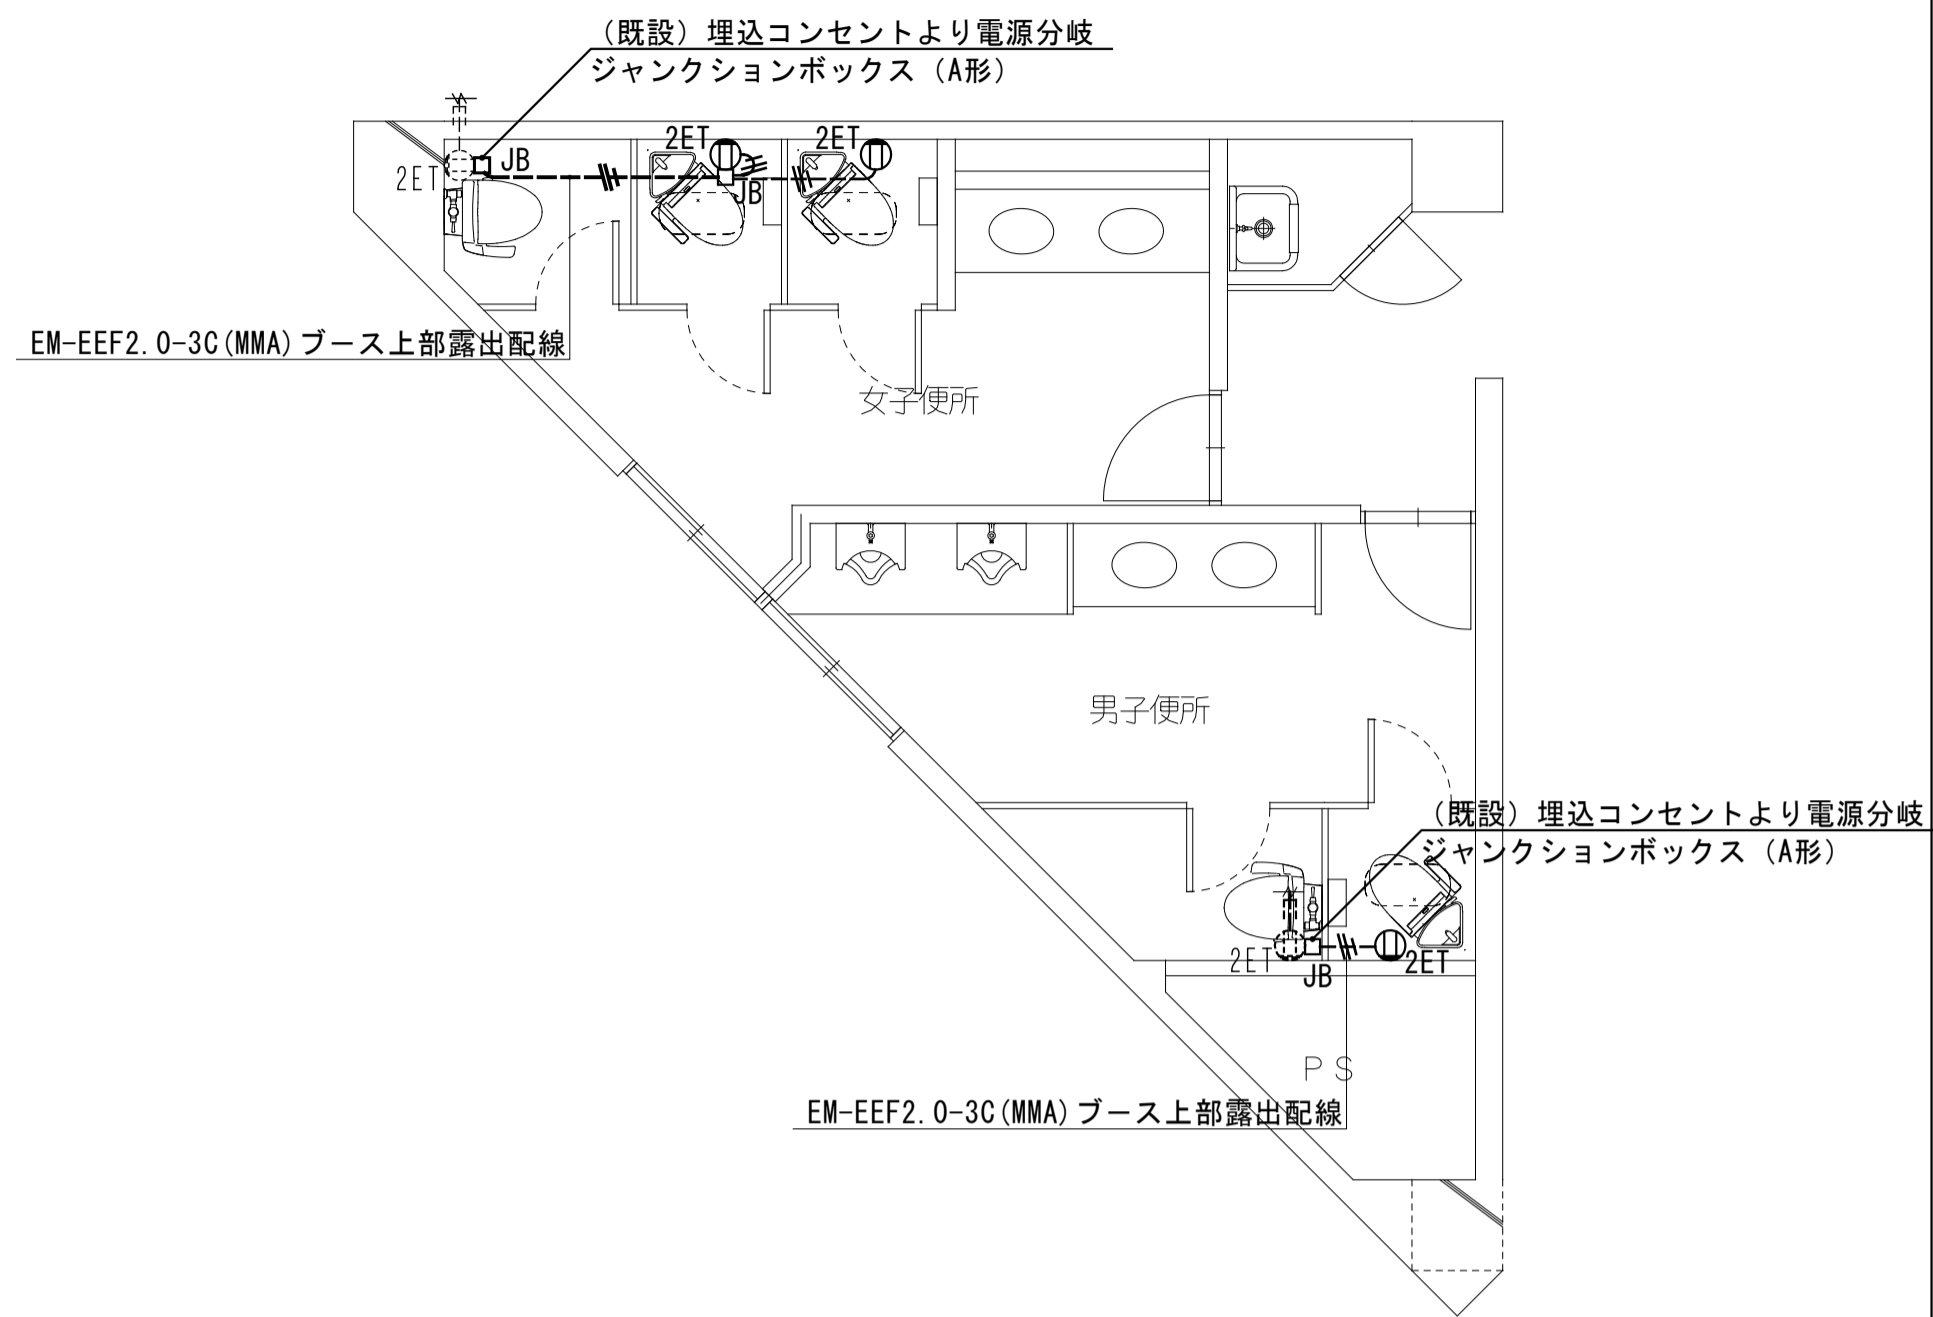 （既設）埋込コンセントより電源分岐
ジャンクションボックス（A形）
2ET
2ET
JB
2ET
JB
EM-EEF2.0-3C(MMA)ブース上部露出配線
女子便所
男子便所
（既設）埋込コンセントより電源分岐
ジャンクションボックス（A形）
2ET
2ET
JB
PS
EM-EEF2.0-3C(MMA)ブース上部露出配線